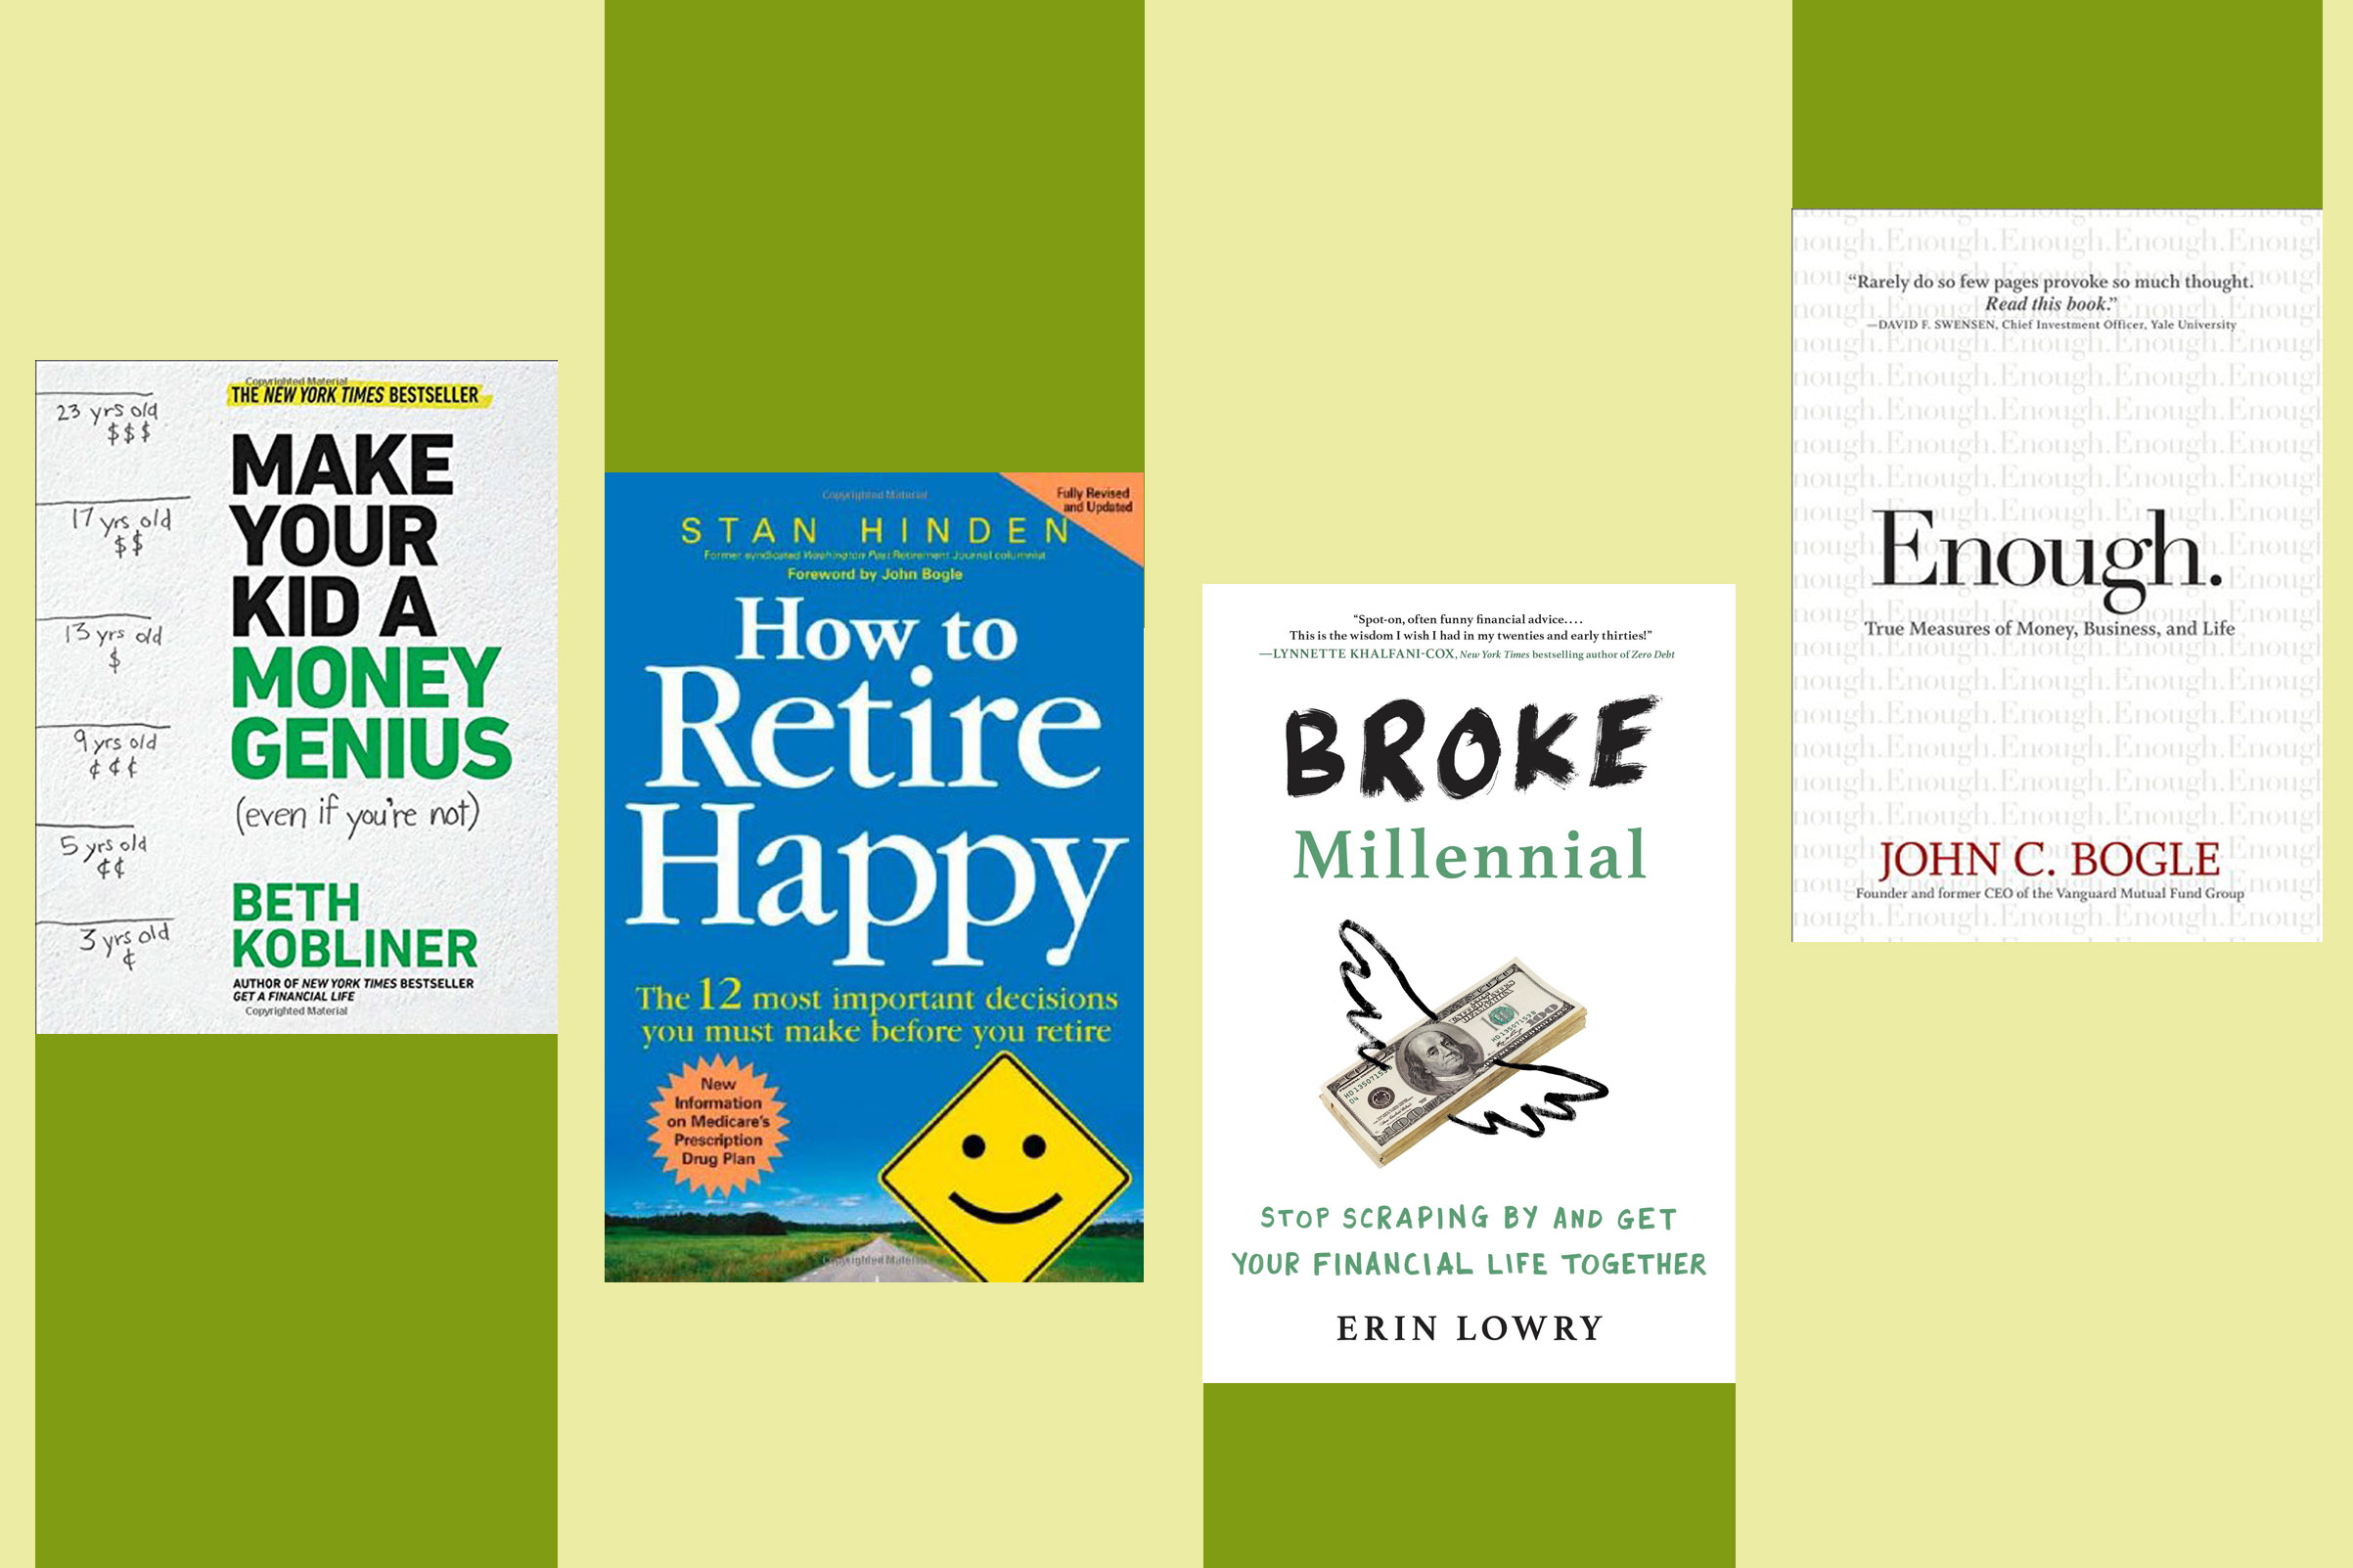 23 yrs old
$$$
17 yrs old
$$
13 yrs old
$
9 yrs old
¢¢¢
5 yrs old
¢¢
3 yrs old
¢
Copyrighted Material
THE NEW YORK TIMES BESTSELLER
MAKE
YOUR
KID A
MONEY
GENIUS
(even if you're not)
BETH
KOBLINER
AUTHOR OF NEW YORK TIMES BESTSELLER
GET A FINANCIAL LIFE
Copyrighted Material
Copyrighted Material
Fully Revised
and Updated
STAN HINDEN
Former syndicated Washington Post Retirement Journal columnist
Foreword by John Bogle
How to
Retire
Happy
The 12 most important decisions
you must make before you retire
New
Information
on Medicare's
Prescription
Drug Plan
Copyrighted Material
"Spot-on, often funny financial advice....
This is the wisdom I wish I had in my twenties and early thirties!"
—LYNNETTE KHALFANI-COX, New York Times bestselling author of Zero Debt
BROKE
Millennial
STOP SCRAPING BY AND GET
YOUR FINANCIAL LIFE TOGETHER
ERIN LOWRY
nough.Enough.Enough.Enough.Enough
"Rarely do so few pages provoke so much thought.
Read this book."
—DAVID F. SWENSEN, Chief Investment Officer, Yale University
Enough.
True Measures of Money, Business, and Life
JOHN C. BOGLE
Founder and former CEO of the Vanguard Mutual Fund Group